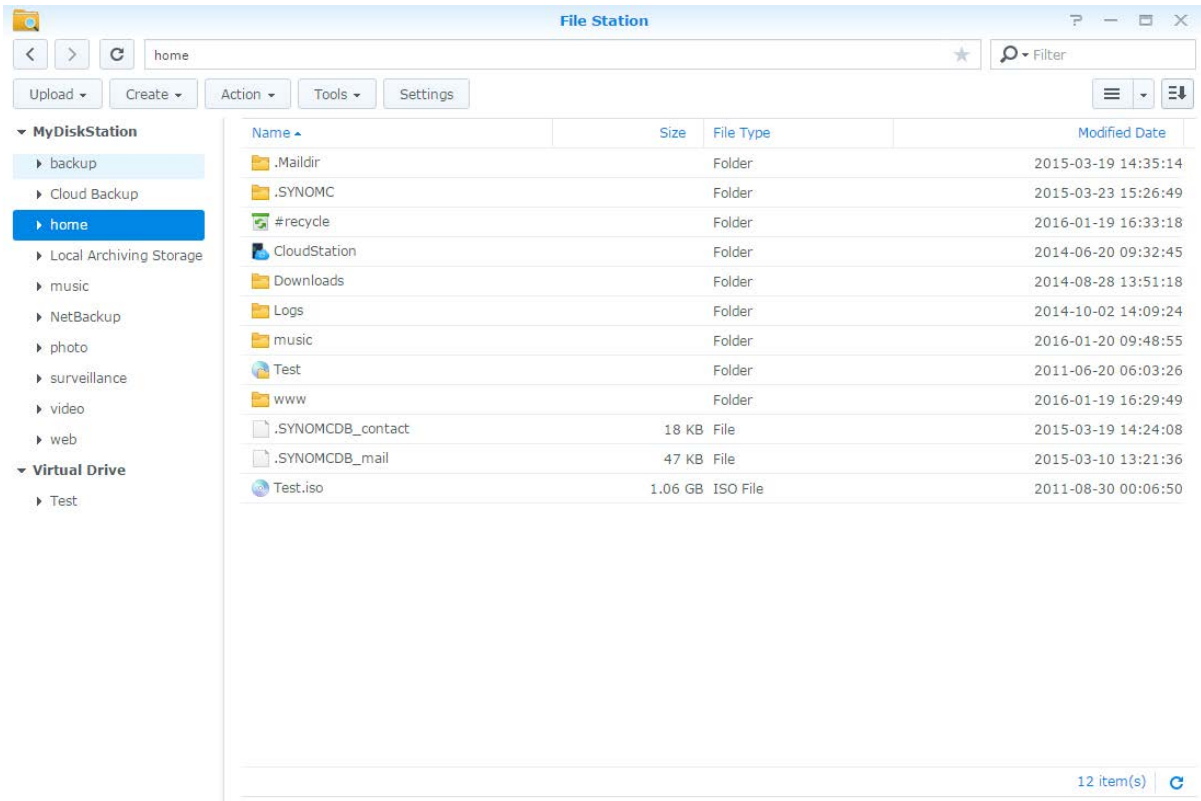 File Station
home
Filter
Upload Create Action Tools Settings
MyDiskStation
backup
Cloud Backup
home
Local Archiving Storage
music
NetBackup
photo
surveillance
video
web
Virtual Drive
Test
Name Size File Type Modified Date
.Maildir Folder 2015-03-19 14:35:14
.SYNOMC Folder 2015-03-23 15:26:49
#recycle Folder 2016-01-19 16:33:18
CloudStation Folder 2014-06-20 09:32:45
Downloads Folder 2014-08-28 13:51:18
Logs Folder 2014-10-02 14:09:24
music Folder 2016-01-20 09:48:55
Test Folder 2011-06-20 06:03:26
www Folder 2016-01-19 16:29:49
.SYNOMCDB_contact 18 KB File 2015-03-19 14:24:08
.SYNOMCDB_mail 47 KB File 2015-03-10 13:21:36
Test.iso 1.06 GB ISO File 2011-08-30 00:06:50
12 item(s)